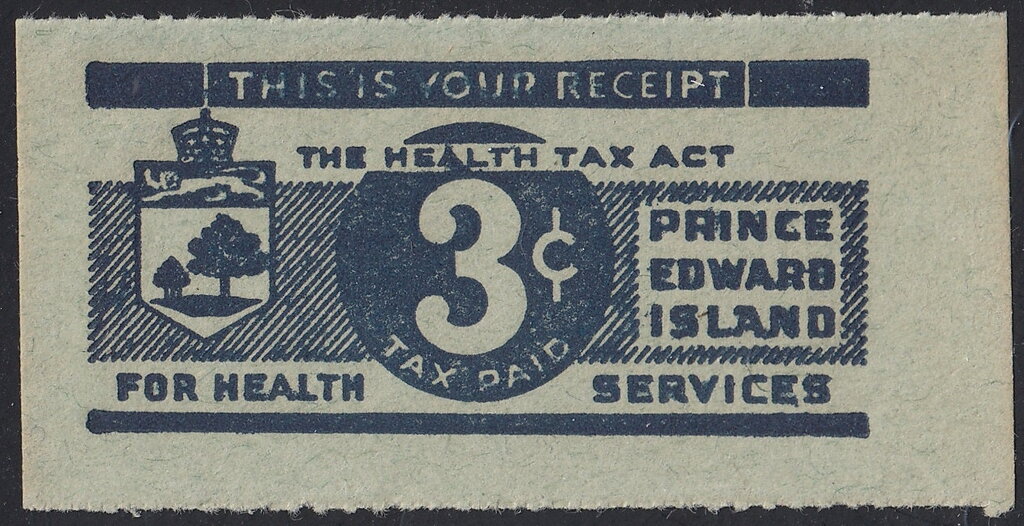 THIS IS YOUR RECEIPT
THE HEALTH TAX ACT
3¢
TAX PAID
PRINCE
EDWARD
ISLAND
FOR HEALTH SERVICES